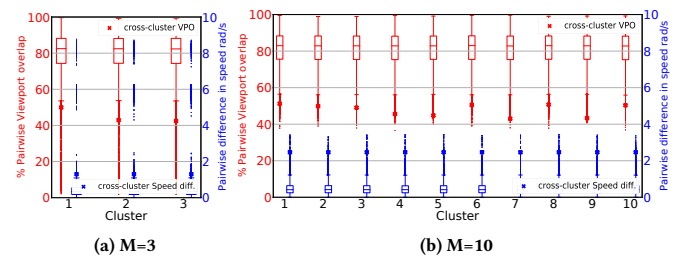 % Pairwise Viewport overlap
100
80
60
40
20
0
cross-cluster VPO
cross-cluster Speed diff.
10
8
6
4
2
0
Pairwise difference in speed rad/s
1 2 3
Cluster
(a) M=3
% Pairwise Viewport overlap
100
80
60
40
20
0
cross-cluster VPO
cross-cluster Speed diff.
10
8
6
4
2
0
Pairwise difference in speed rad/s
1 2 3 4 5 6 7 8 9 10
Cluster
(b) M=10